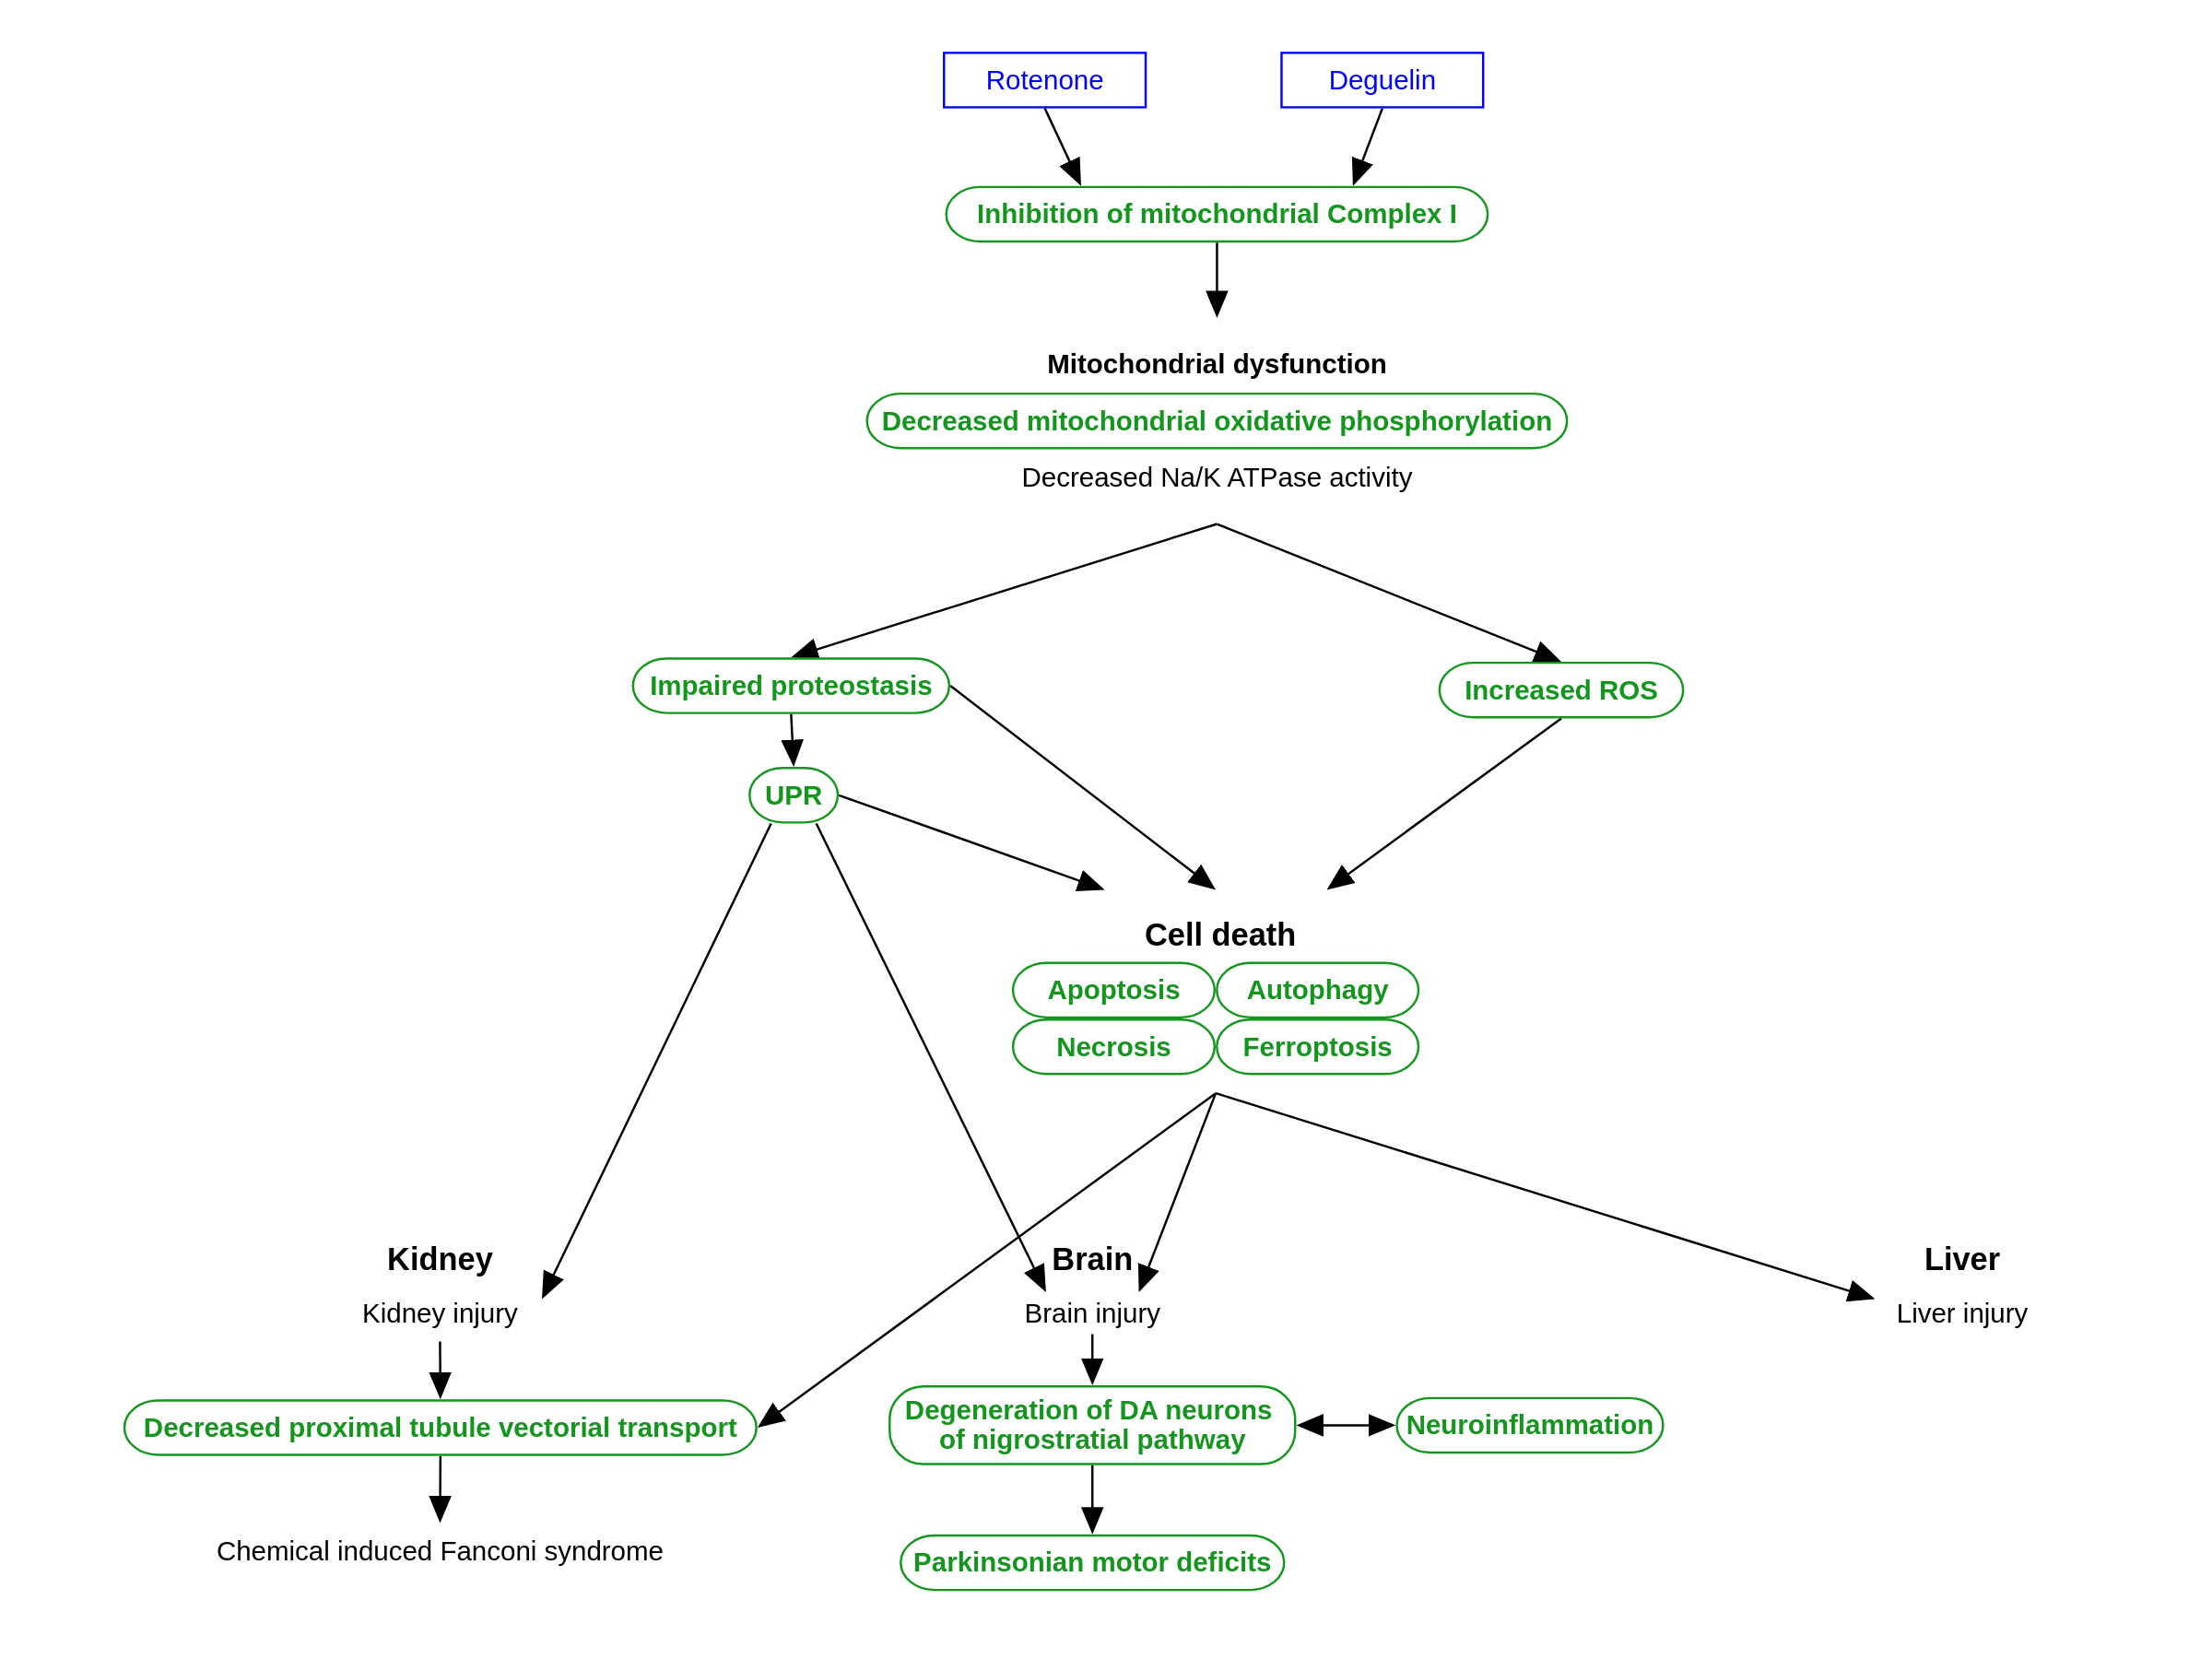 Rotenone
Deguelin
Inhibition of mitochondrial Complex I
Mitochondrial dysfunction
Decreased mitochondrial oxidative phosphorylation
Decreased Na/K ATPase activity
Impaired proteostasis
Increased ROS
UPR
Cell death
Apoptosis
Autophagy
Necrosis
Ferroptosis
Kidney
Brain
Liver
Kidney injury
Brain injury
Liver injury
Decreased proximal tubule vectorial transport
Degeneration of DA neurons
of nigrostratial pathway
Neuroinflammation
Chemical induced Fanconi syndrome
Parkinsonian motor deficits